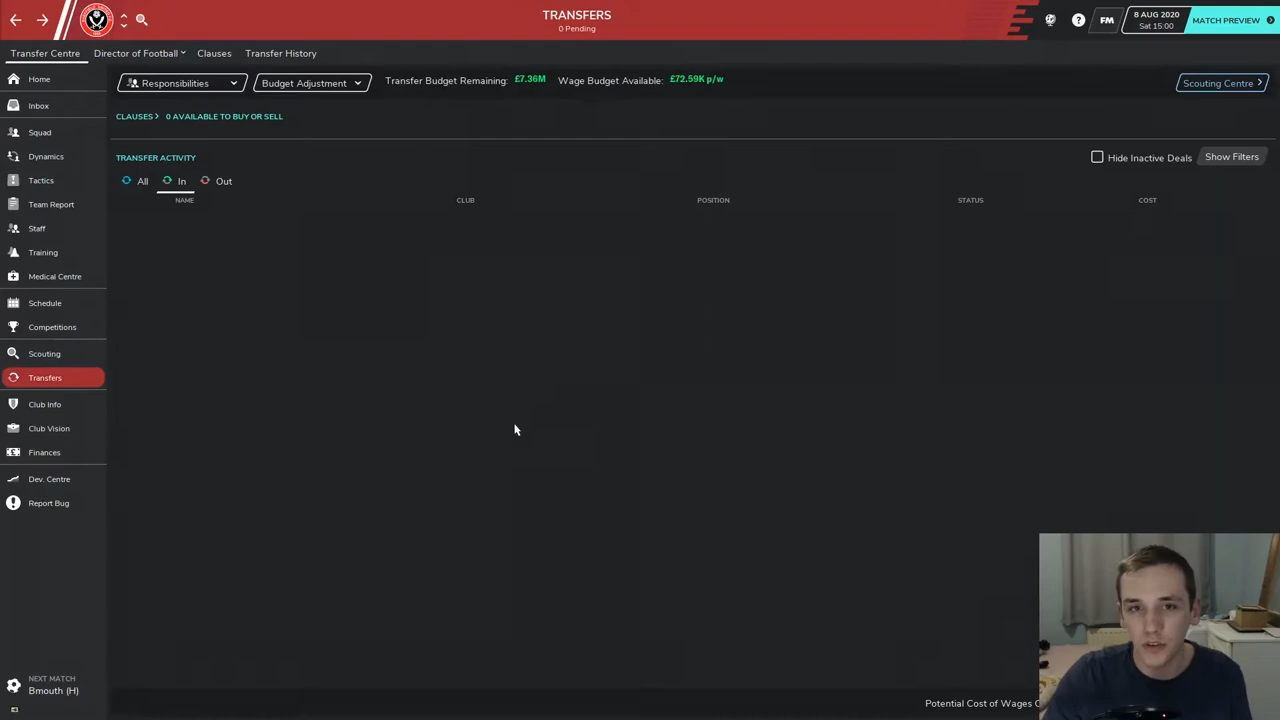 TRANSFERS
0 Pending
FM
8 AUG 2020
Sat 15:00
MATCH PREVIEW
Transfer Centre
Director of Football
Clauses
Transfer History
Responsibilities
Budget Adjustment
Transfer Budget Remaining: £7.36M
Wage Budget Available: £72.59K p/w
Scouting Centre
CLAUSES
0 AVAILABLE TO BUY OR SELL
TRANSFER ACTIVITY
Hide Inactive Deals
Show Filters
All
In
Out
NAME
CLUB
POSITION
STATUS
COST
Home
Inbox
Squad
Dynamics
Tactics
Team Report
Staff
Training
Medical Centre
Schedule
Competitions
Scouting
Transfers
Club Info
Club Vision
Finances
Dev. Centre
Report Bug
NEXT MATCH
Bmouth (H)
Potential Cost of Wages